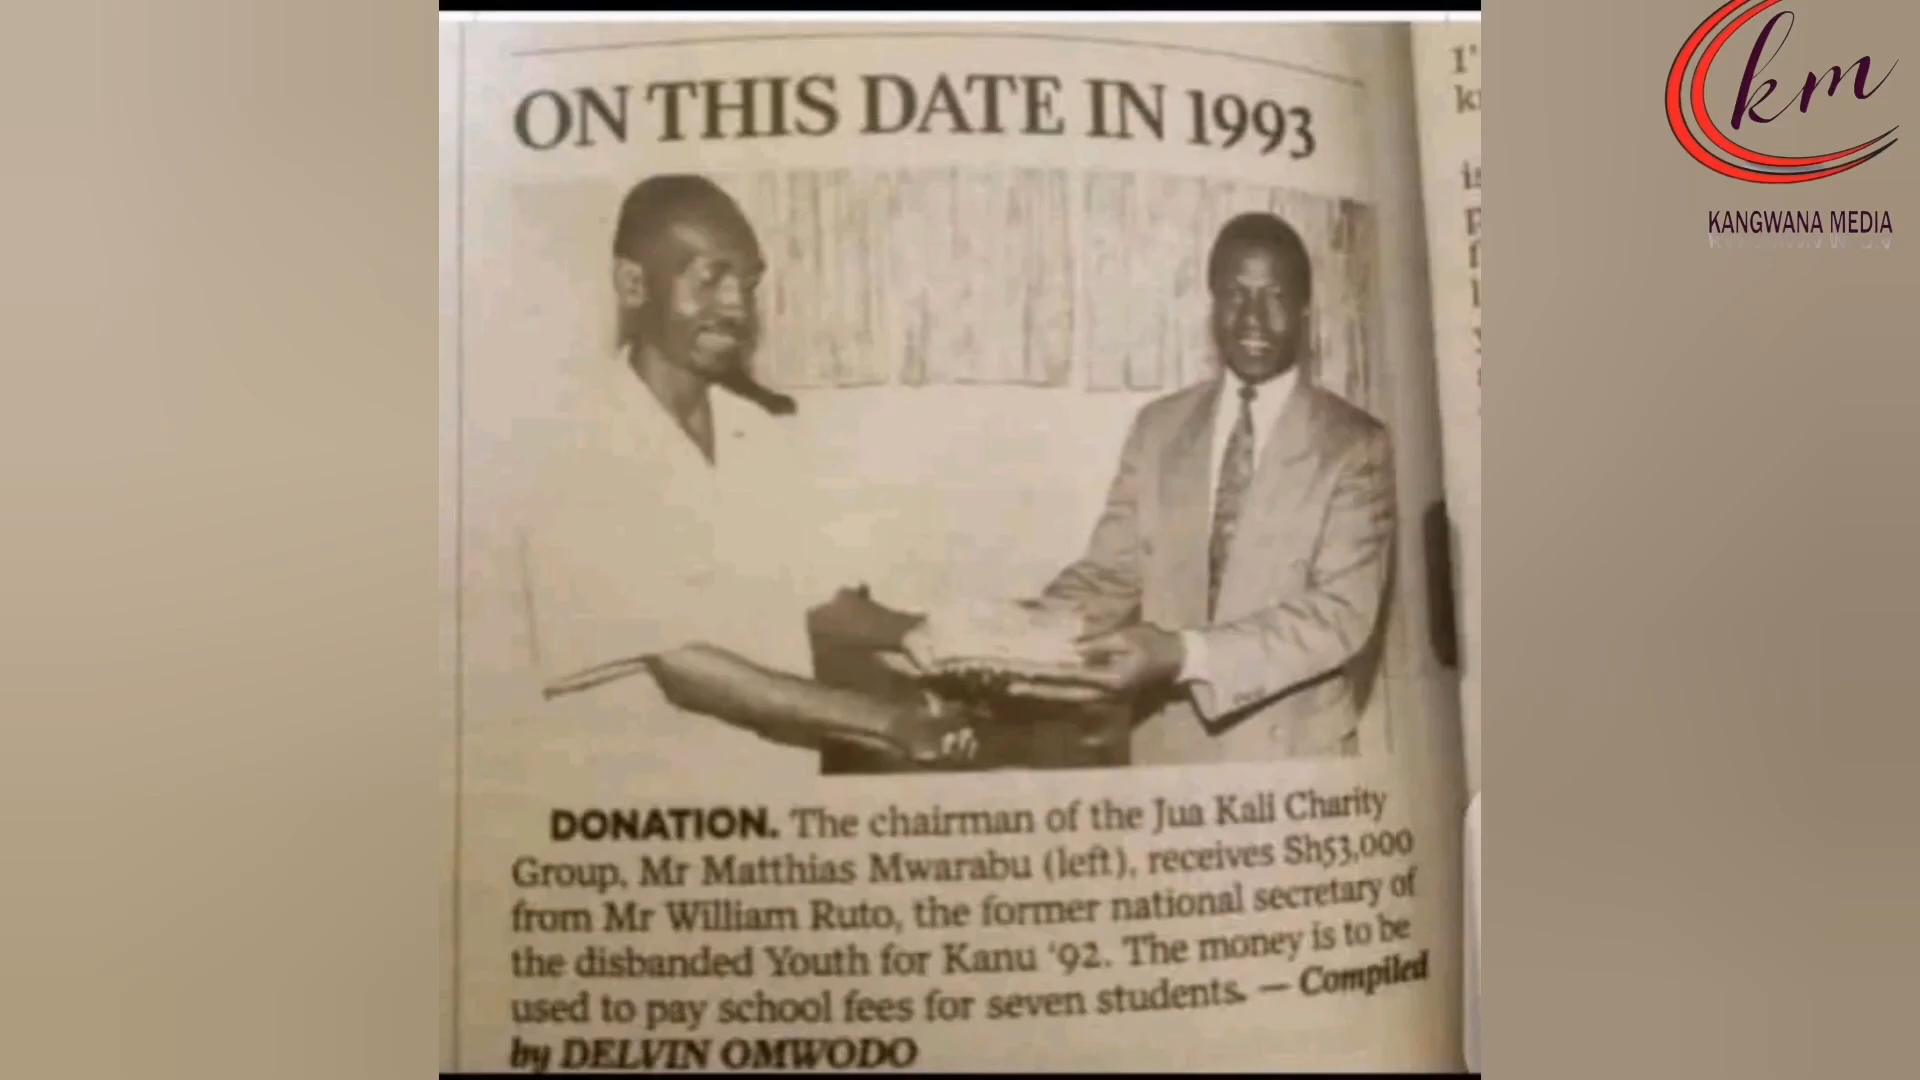 ON THIS DATE IN 1993
DONATION. The chairman of the Jua Kali Charity
Group, Mr Matthias Mwarabu (left), receives Sh53,000
from Mr William Ruto, the former national secretary of
the disbanded Youth for Kanu '92. The money is to be
used to pay school fees for seven students. — Compiled
by DELVIN OMWODO
km
KANGWANA MEDIA